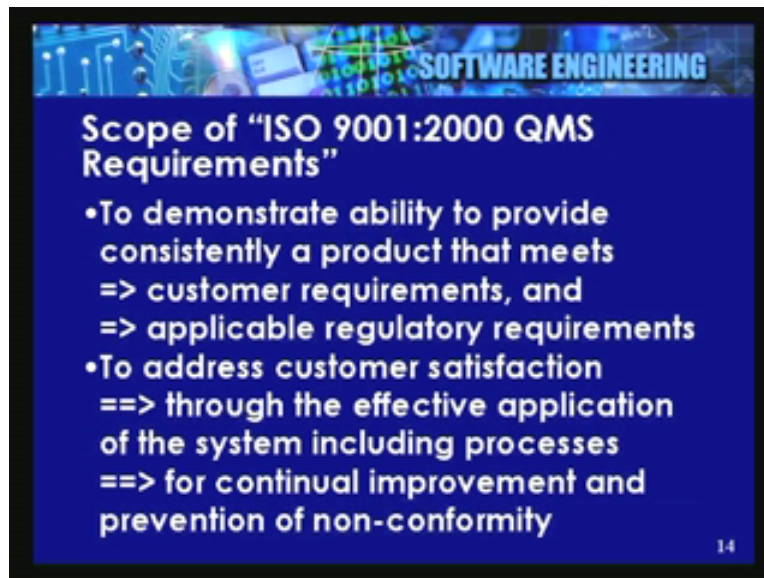 SOFTWARE ENGINEERING
Scope of “ISO 9001:2000 QMS
Requirements”
•To demonstrate ability to provide
consistently a product that meets
=> customer requirements, and
=> applicable regulatory requirements
•To address customer satisfaction
==> through the effective application
of the system including processes
==> for continual improvement and
prevention of non-conformity
14